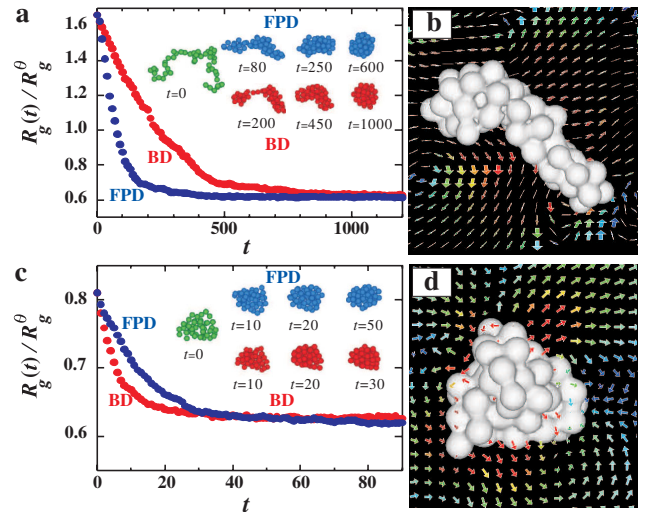 a
FPD
t=80
t=250
t=600
t=0
t=200
t=450
t=1000
BD
BD
FPD
R_g(t) / R_g^θ
1.6
1.4
1.2
1.0
0.8
0.6
0
500
1000
t
b
c
FPD
t=10
t=20
t=50
t=0
t=10
t=20
t=30
BD
FPD
BD
R_g(t) / R_g^θ
0.8
0.7
0.6
0
20
40
60
80
t
d